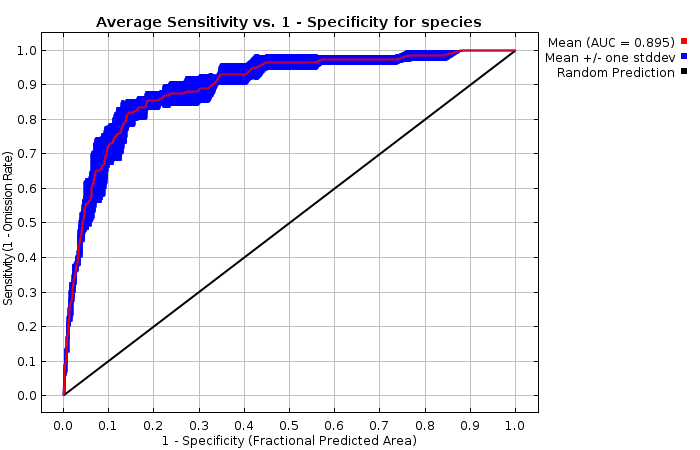 Average Sensitivity vs. 1 - Specificity for species
Mean (AUC = 0.895)
Mean +/- one stddev
Random Prediction
Sensitivity (1 - Omission Rate)
1.0
0.9
0.8
0.7
0.6
0.5
0.4
0.3
0.2
0.1
0.0
0.0 0.1 0.2 0.3 0.4 0.5 0.6 0.7 0.8 0.9 1.0
1 - Specificity (Fractional Predicted Area)